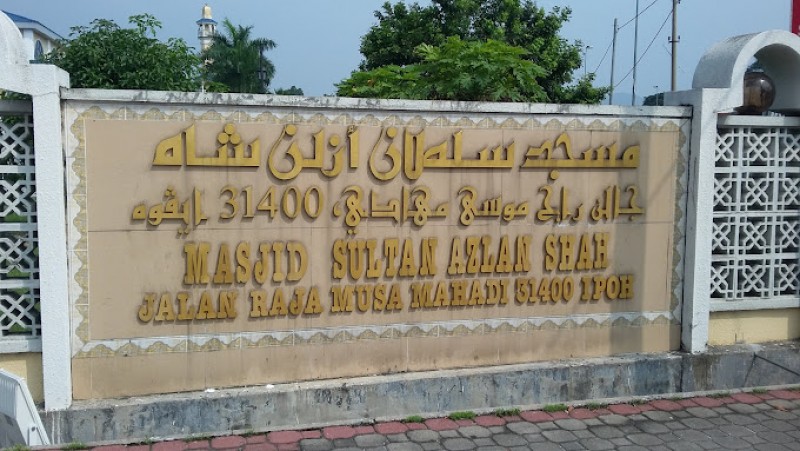 مسجد سلطان أزلن شاه
جالن راج موسى مهادي، 31400 ايڤوه
MASJID SULTAN AZLAN SHAH
JALAN RAJA MUSA MAHADI 31400 IPOH